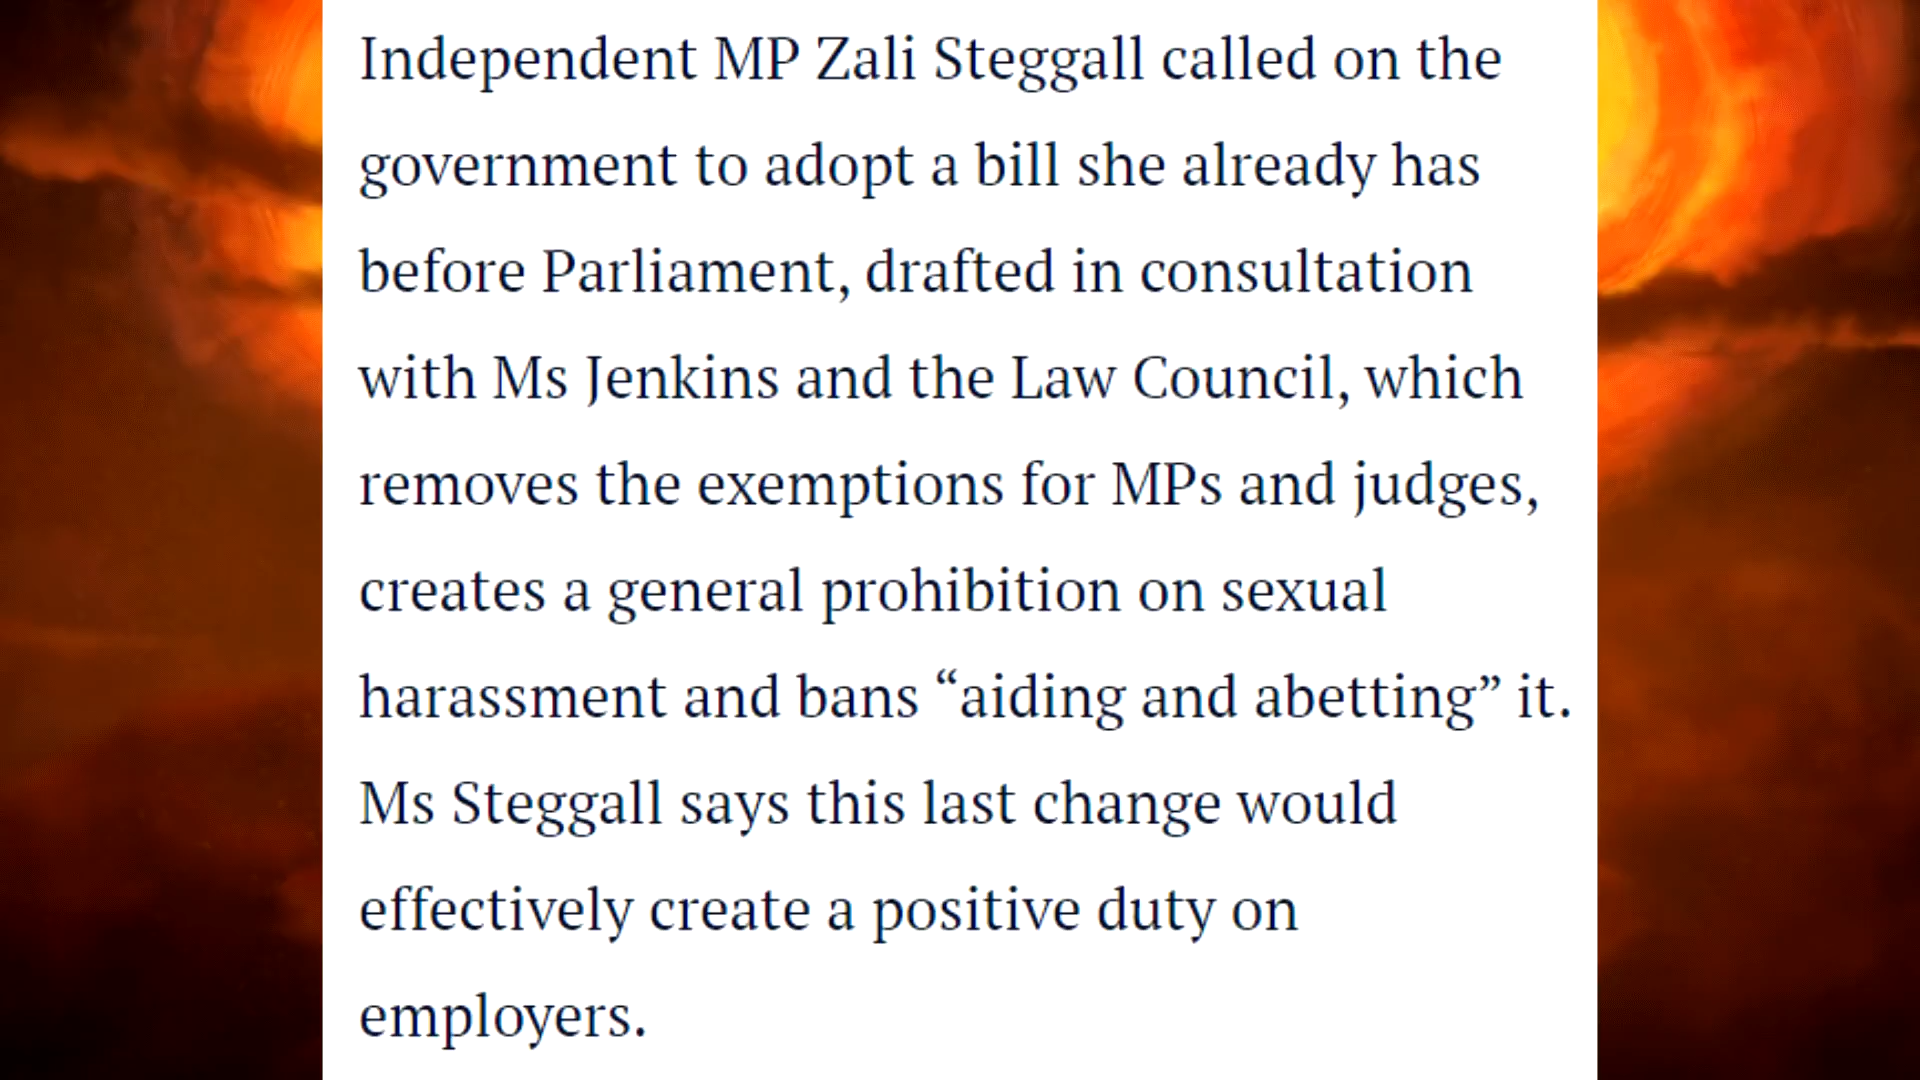 Independent MP Zali Steggall called on the
government to adopt a bill she already has
before Parliament, drafted in consultation
with Ms Jenkins and the Law Council, which
removes the exemptions for MPs and judges,
creates a general prohibition on sexual
harassment and bans “aiding and abetting” it.
Ms Steggall says this last change would
effectively create a positive duty on
employers.